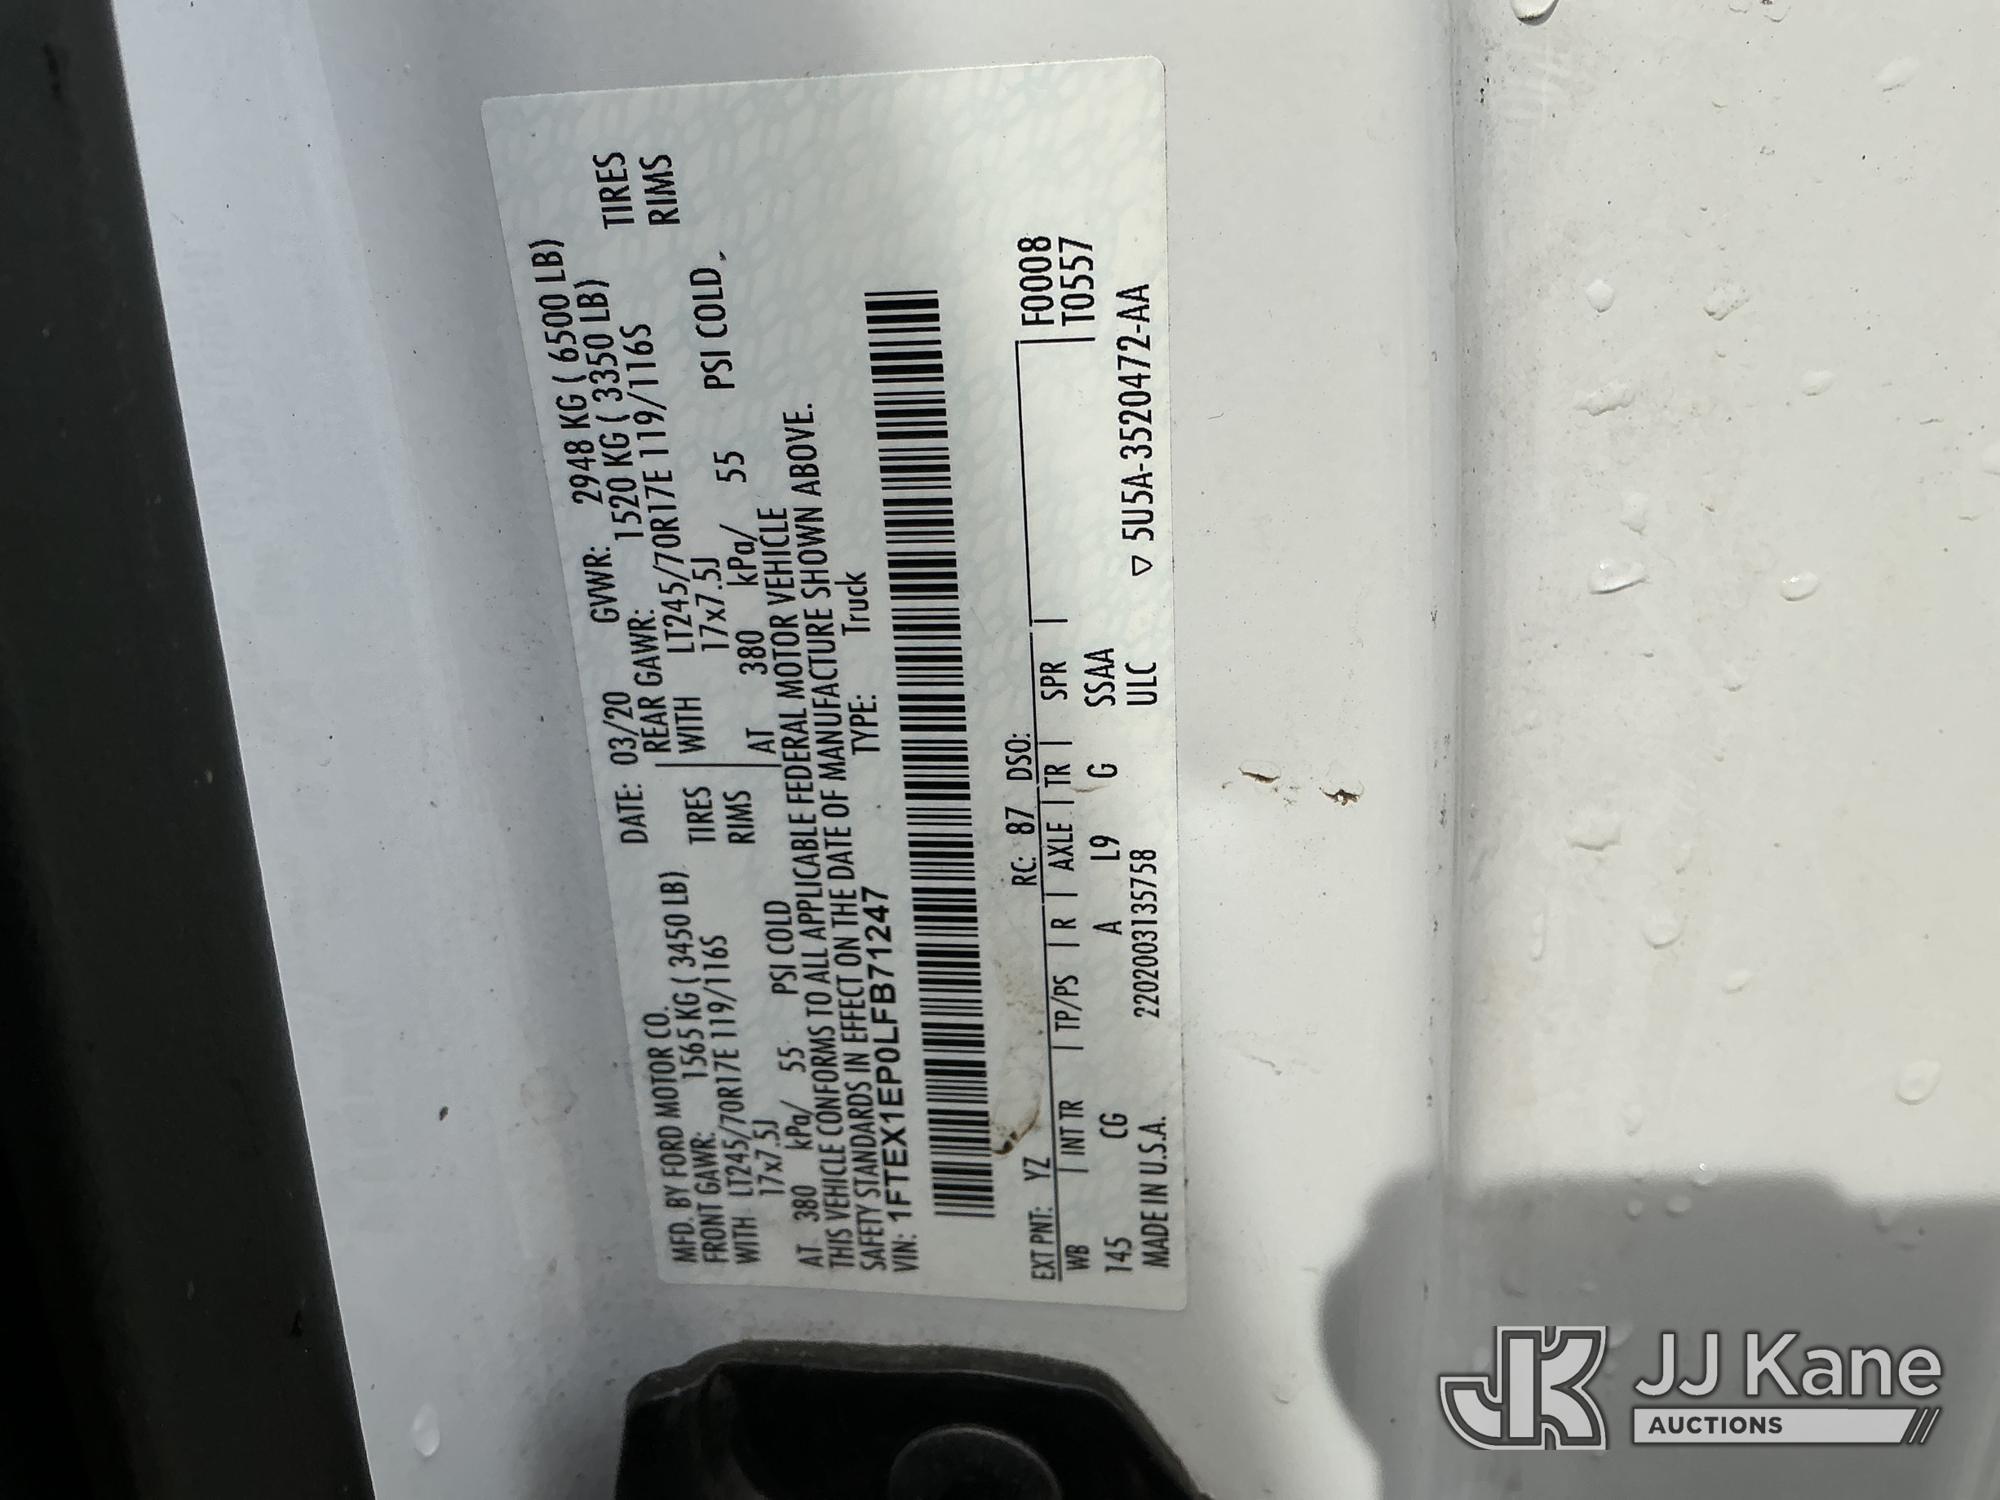 MFD. BY FORD MOTOR CO.
DATE: 03/20 GVWR: 2948 KG ( 6500 LB)
FRONT GAWR: 1565 KG ( 3450 LB)
REAR GAWR: 1520 KG ( 3350 LB)
WITH LT245/70R17E 119/116S TIRES
WITH LT245/70R17E 119/116S TIRES
17x7.5J RIMS
17x7.5J RIMS
AT 380 kPa/ 55 PSI COLD
AT 380 kPa/ 55 PSI COLD
THIS VEHICLE CONFORMS TO ALL APPLICABLE FEDERAL MOTOR VEHICLE
SAFETY STANDARDS IN EFFECT ON THE DATE OF MANUFACTURE SHOWN ABOVE.
VIN: 1FTEX1EP0LFB71247 TYPE: Truck
EXT PNT: YZ RC: 87 DSO: F0008
WB INT TR TP/PS R AXLE TR SPR T0557
145 CG A L9 G SSAA
MADE IN U.S.A. 220200313575​8 ULC ▽ 5U5A-3520472-AA
JK JJ Kane
AUCTIONS